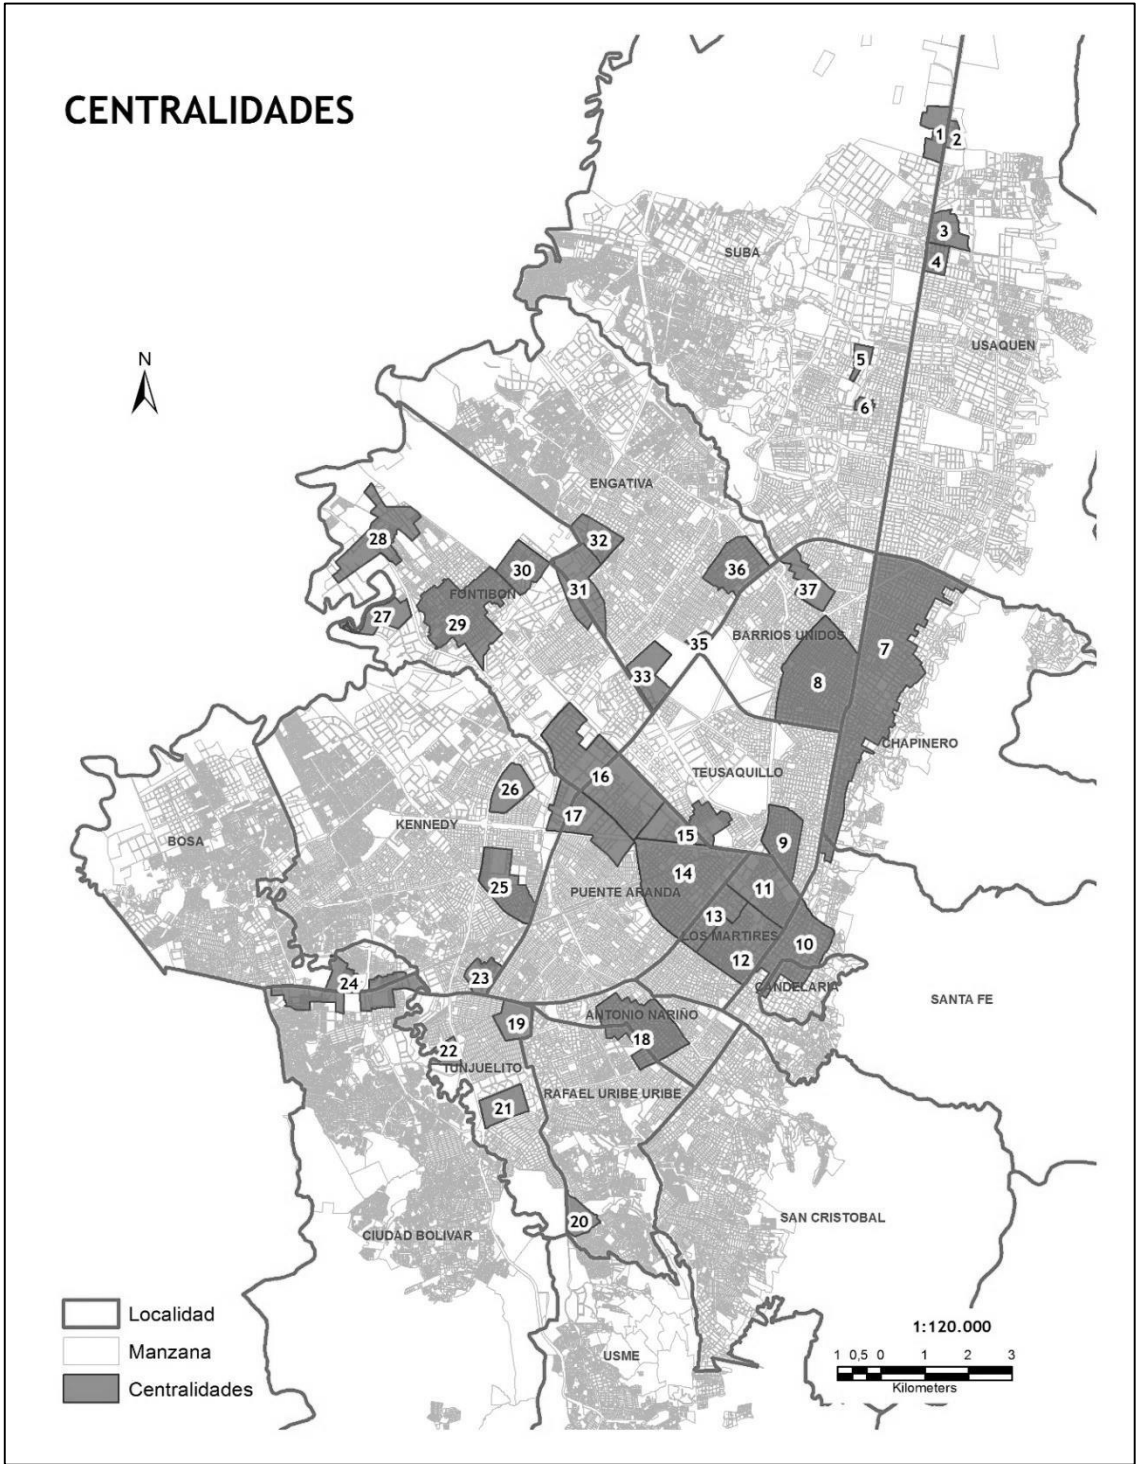 CENTRALIDADES
1
2
3
SUBA
4
N
USAQUEN
5
6
ENGATIVA
28
32
30
36
31
37
FONTIBON
27
29
BARRIOS UNIDOS
35
7
33
8
CHAPINERO
16
TEUSAQUILLO
26
17
KENNEDY
15
9
BOSA
14
25
PUENTE ARANDA
11
13
LOS MARTIRES
10
12
23
24
CANDELARIA
SANTA FE
19
ANTONIO NARIÑO
18
22
TUNJUELITO
RAFAEL URIBE URIBE
21
SAN CRISTOBAL
20
CIUDAD BOLIVAR
Localidad
Manzana
Centralidades
USME
1:120.000
1 0,5 0 1 2 3
Kilometers